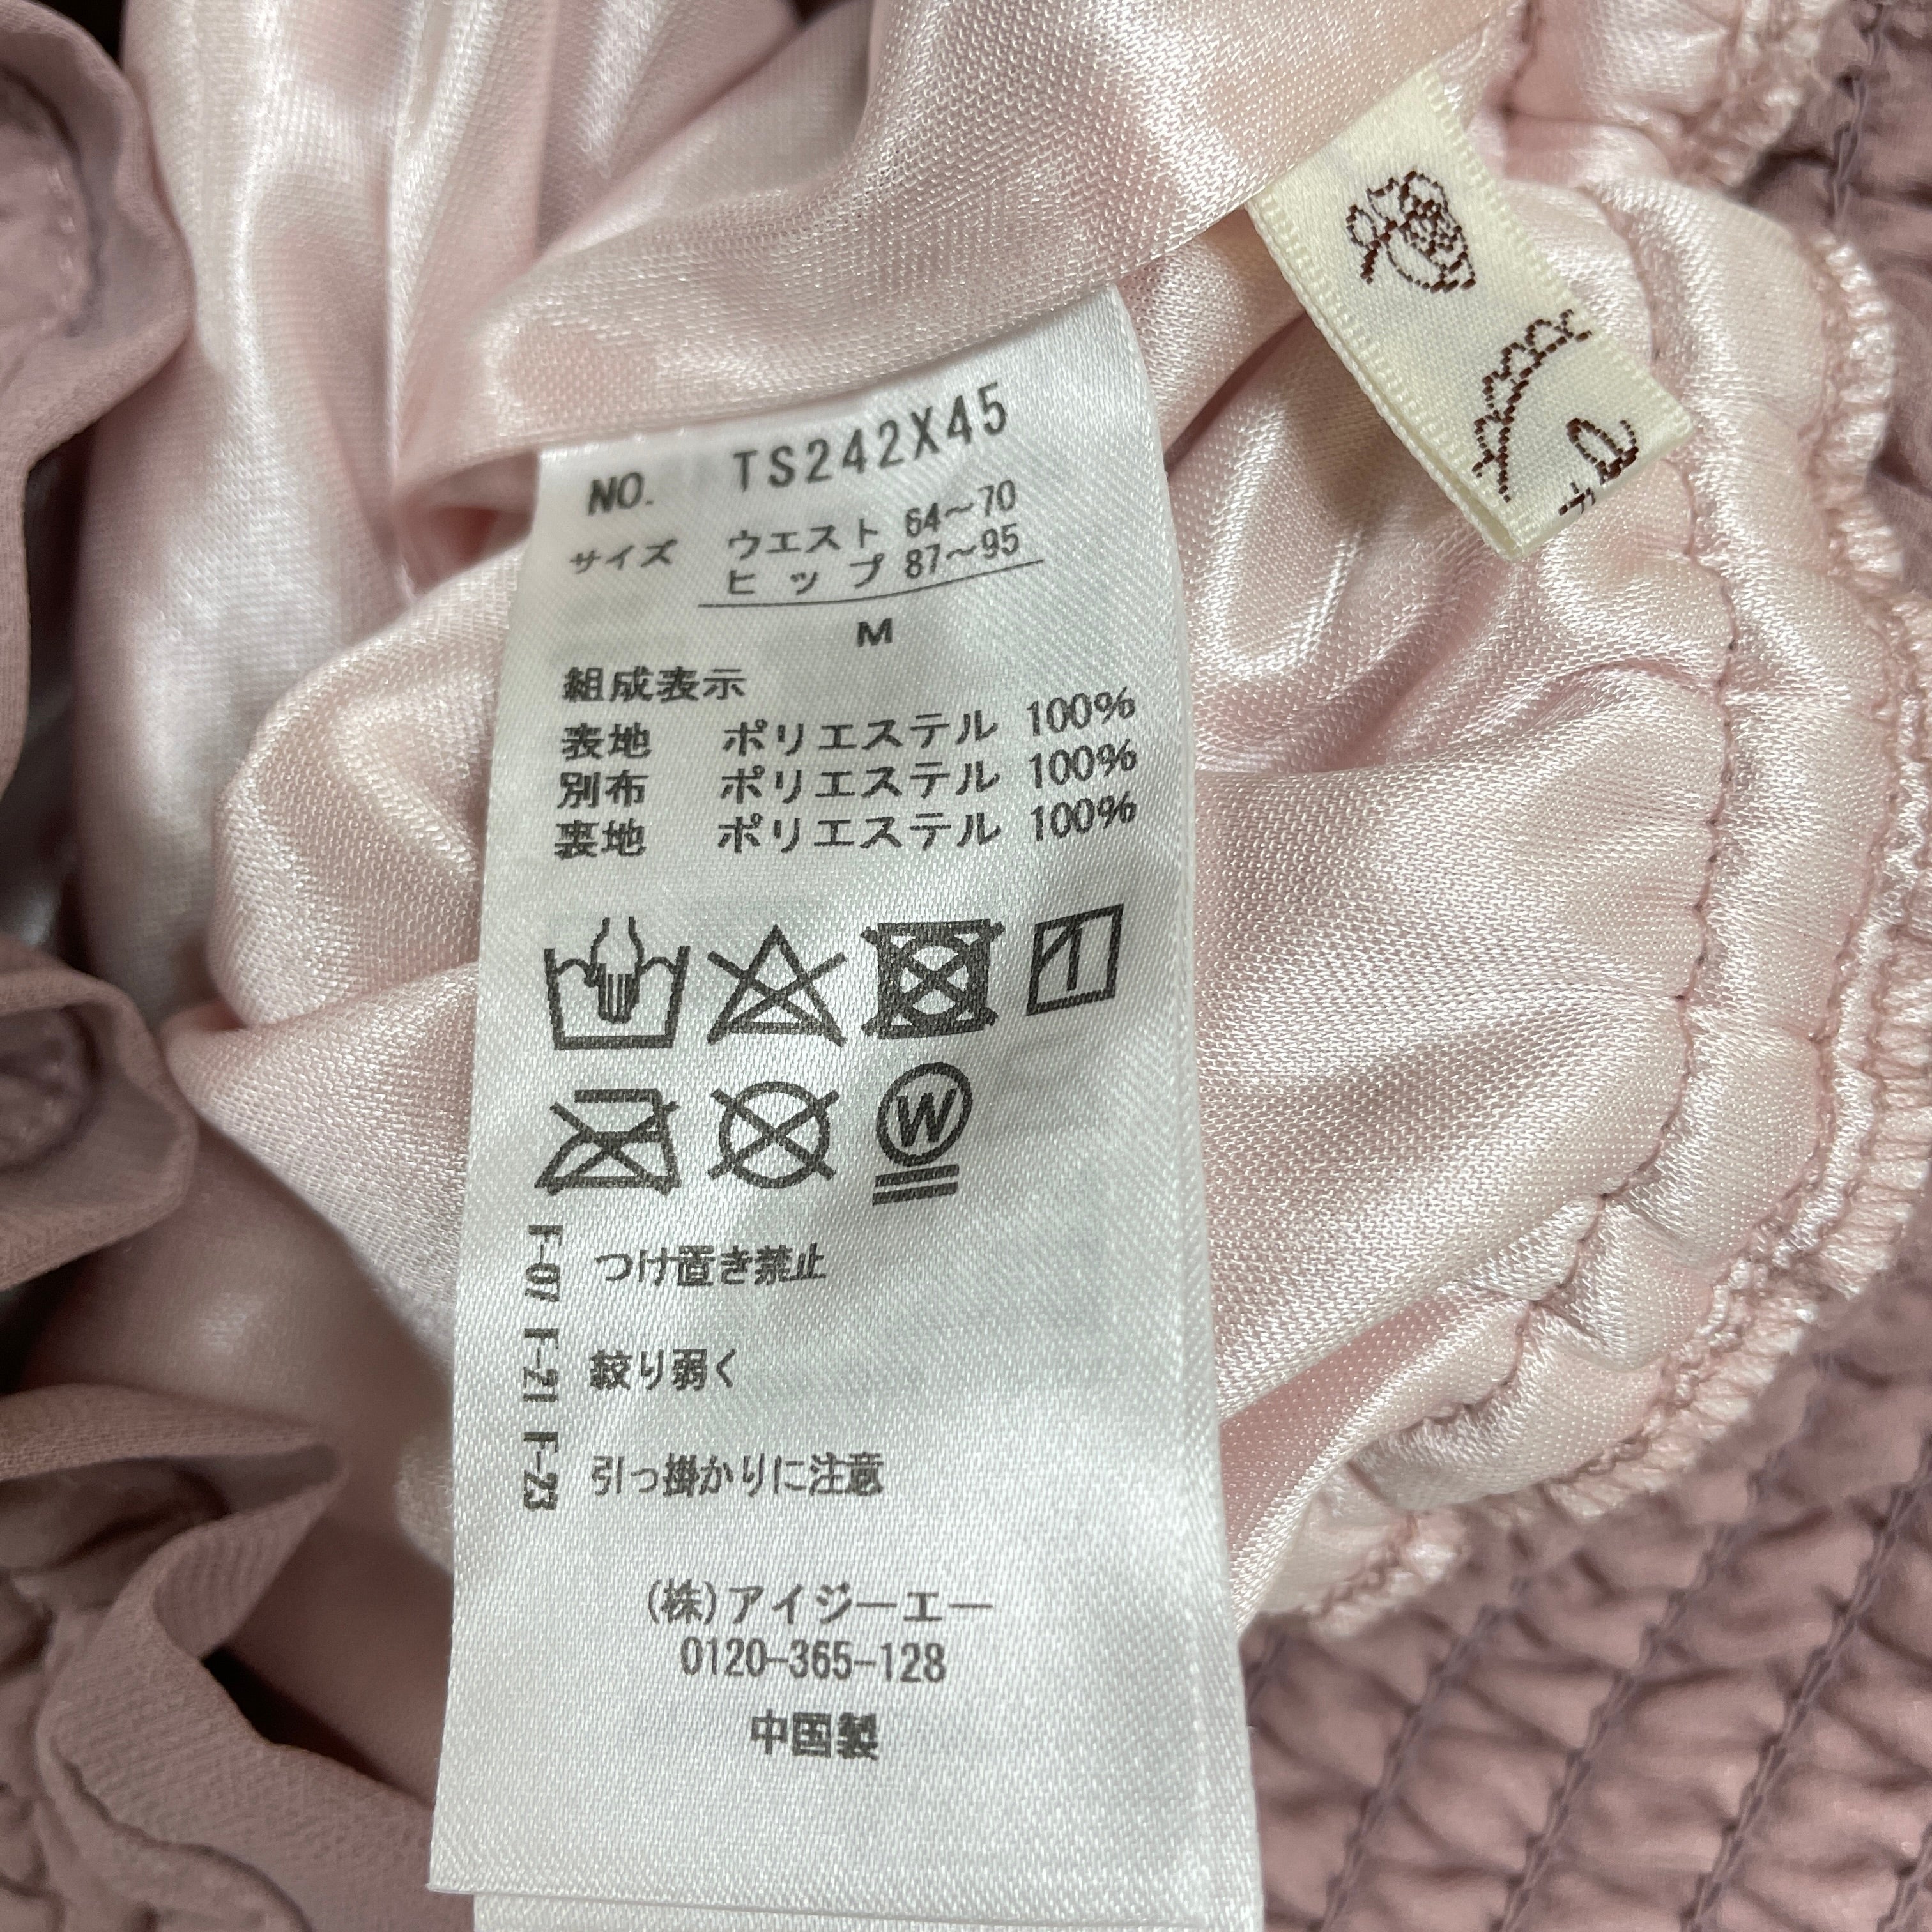 NO. TS242X45
サイズ ウエスト 64～70
ヒップ 87～95
M
組成表示
表地 ポリエステル 100%
別布 ポリエステル 100%
裏地 ポリエステル 100%
W
F-07 F-21 F-23
つけ置き禁止
絞り弱く
引っ掛かりに注意
(株)アイジーエー
0120-365-128
中国製